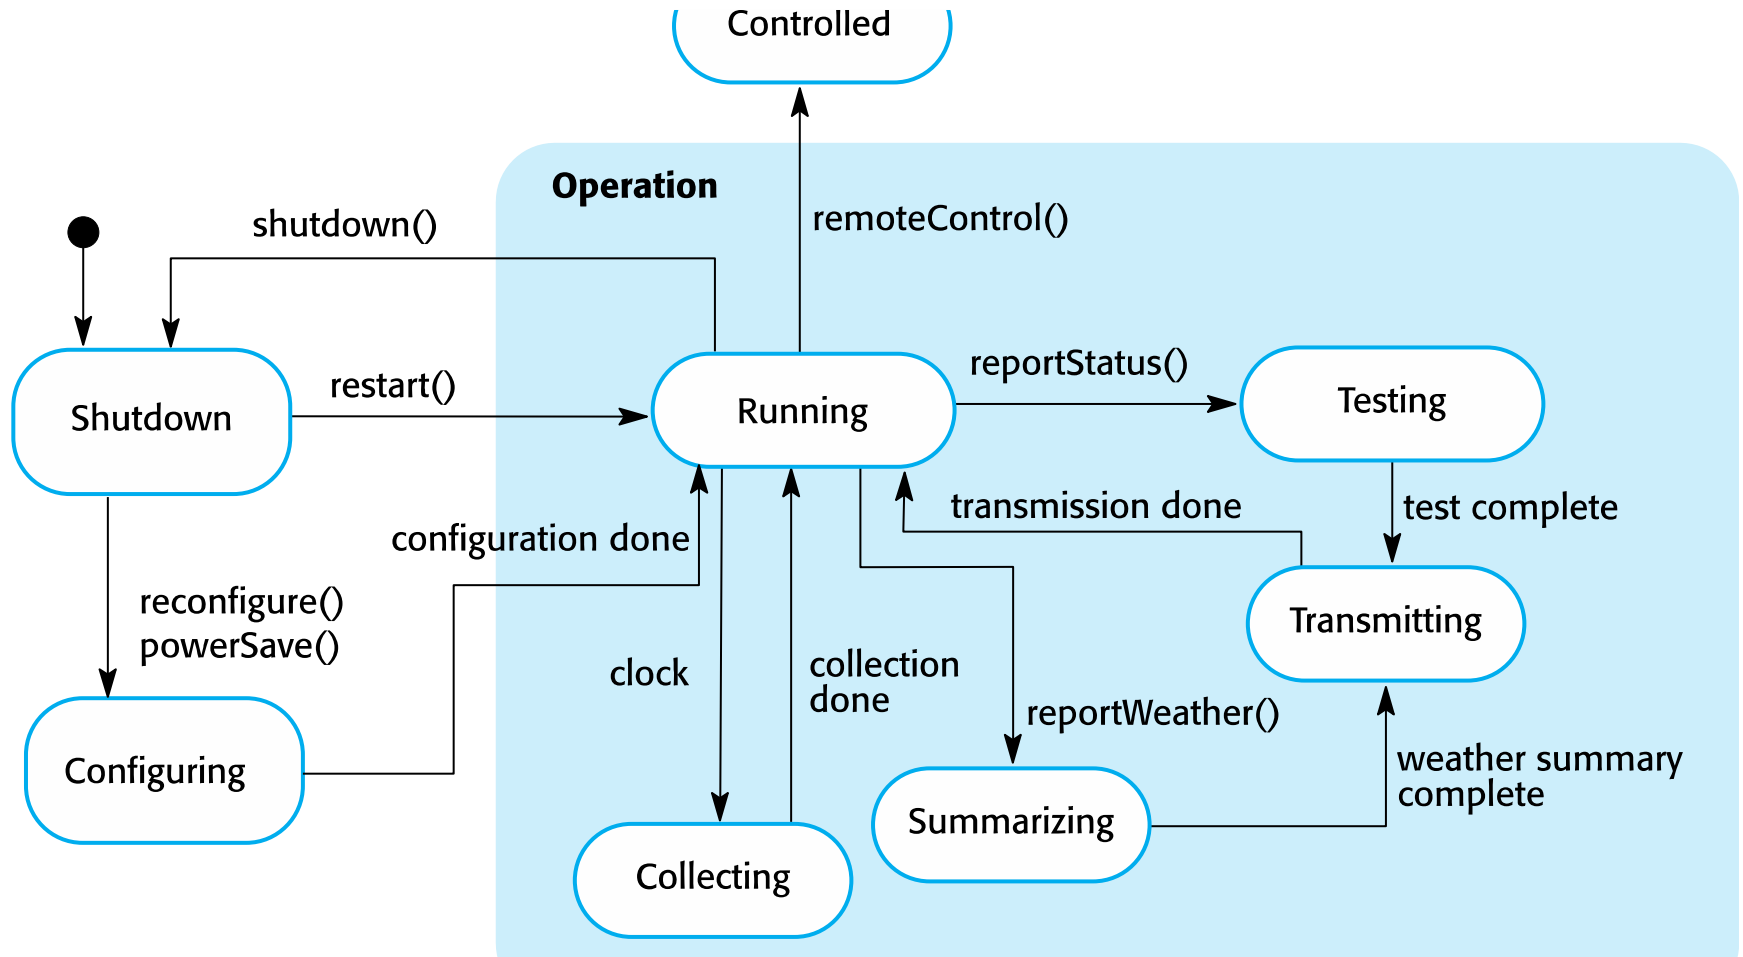 Controlled
Operation
shutdown()
remoteControl()
restart()
reportStatus()
Shutdown
Running
Testing
configuration done
transmission done
test complete
reconfigure()
powerSave()
Transmitting
clock
collection
done
reportWeather()
weather summary
complete
Configuring
Summarizing
Collecting